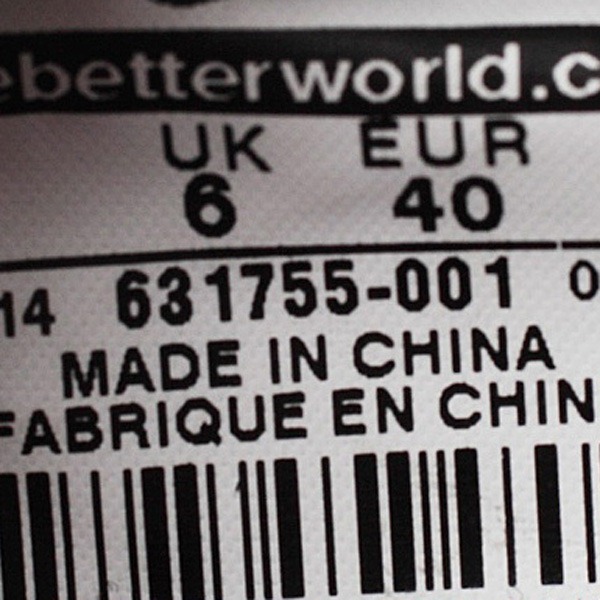 ebetterworld.c
UK EUR
6 40
14 631755-001 0
MADE IN CHINA
FABRIQUE EN CHIN